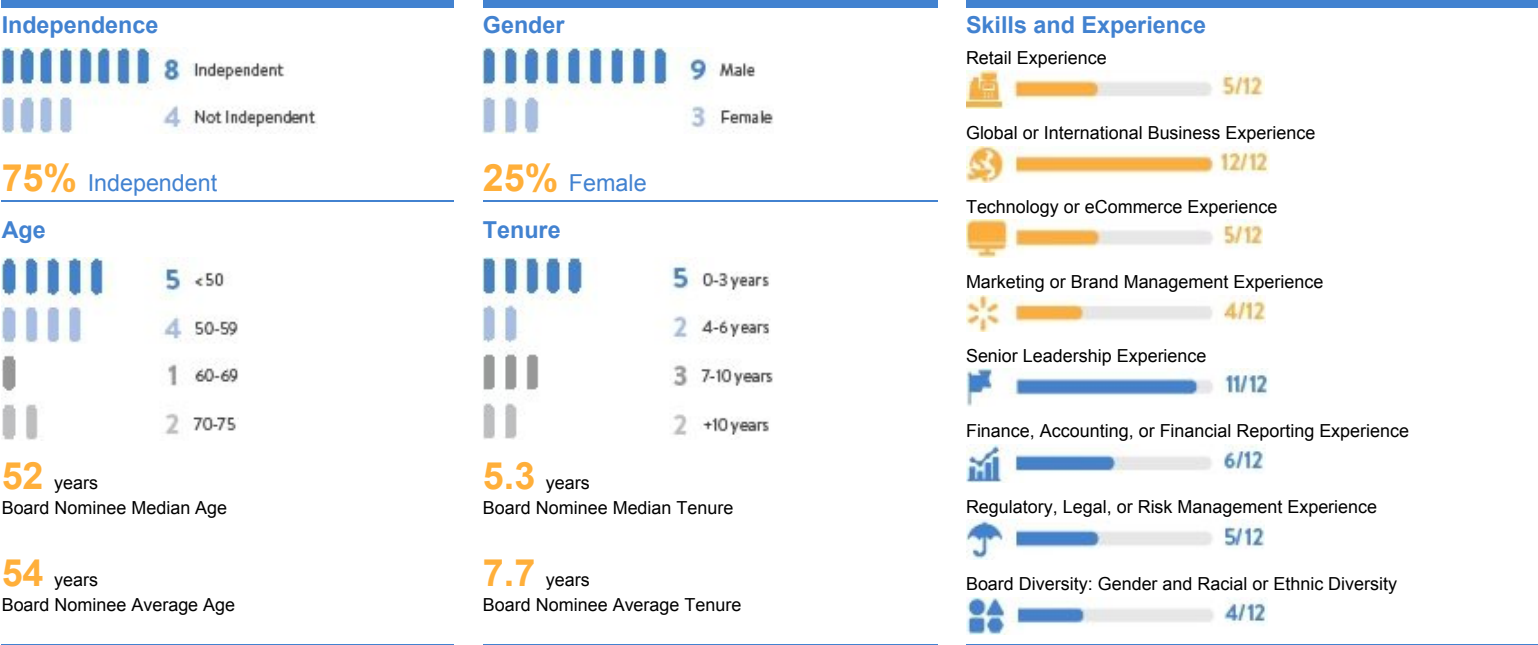 Independence
8 Independent
4 Not Independent
75% Independent
Age
5 <50
4 50-59
1 60-69
2 70-75
52 years
Board Nominee Median Age
54 years
Board Nominee Average Age
Gender
9 Male
3 Female
25% Female
Tenure
5 0-3 years
2 4-6 years
3 7-10 years
2 +10 years
5.3 years
Board Nominee Median Tenure
7.7 years
Board Nominee Average Tenure
Skills and Experience
Retail Experience
5/12
Global or International Business Experience
12/12
Technology or eCommerce Experience
5/12
Marketing or Brand Management Experience
4/12
Senior Leadership Experience
11/12
Finance, Accounting, or Financial Reporting Experience
6/12
Regulatory, Legal, or Risk Management Experience
5/12
Board Diversity: Gender and Racial or Ethnic Diversity
4/12